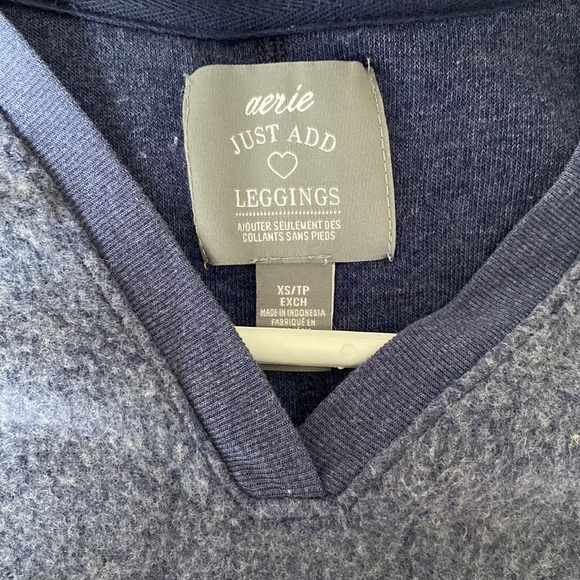 aerie
JUST ADD
LEGGINGS
AJOUTER SEULEMENT DES
COLLANTS SANS PIEDS
XS/TP
EXCH
MADE IN INDONESIA
FABRIQUÉ EN